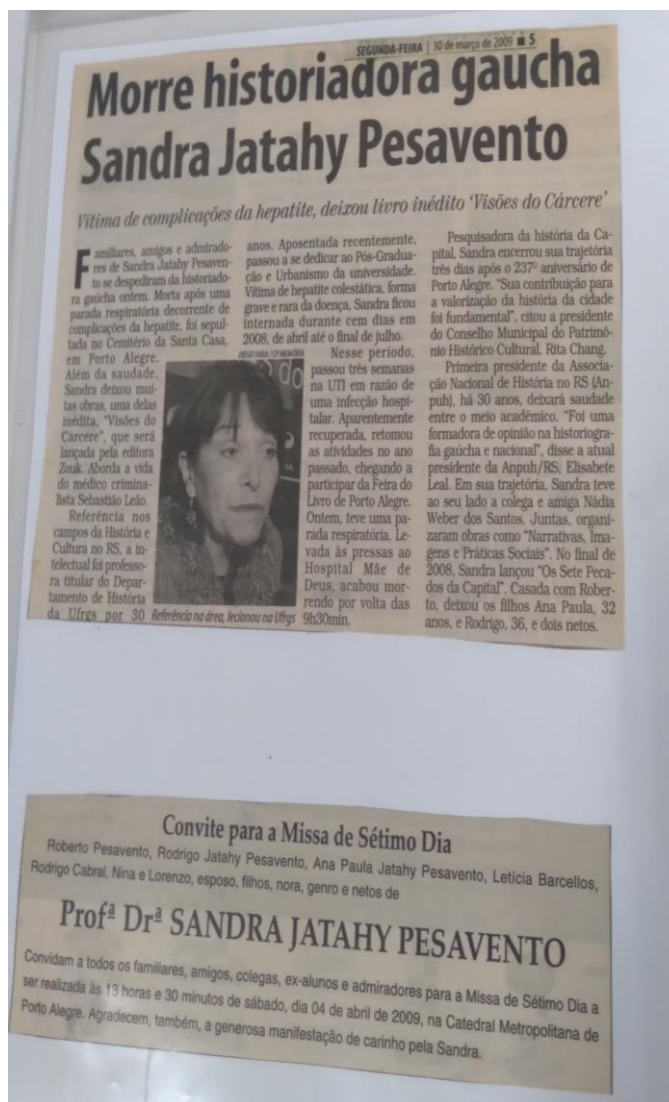 SEGUNDA-FEIRA | 30 de março de 2009 ■ 5
Morre historiadora gaúcha
Sandra Jatahy Pesavento
Vítima de complicações da hepatite, deixou livro inédito 'Visões do Cárcere'
Familiares, amigos e admirado-
res de Sandra Jatahy Pesaven-
to se despediram da historiado-
ra gaúcha ontem. Morta após uma
parada respiratória decorrente de
complicações da hepatite, foi sepul-
tada no Cemitério da Santa Casa,
em Porto Alegre.
Além da saudade,
Sandra deixou mui-
tas obras, uma delas
inédita, "Visões do
Cárcere", que será
lançada pela editora
Zouk. Aborda a vida
do médico crimina-
lista Sebastião Leão.
Referência nos
campos da História e
Cultura no RS, a in-
telectual foi professo-
ra titular do Depar-
tamento de História
da Ufrgs por 30
anos. Aposentada recentemente,
passou a se dedicar ao Pós-Gradua-
ção e Urbanismo da universidade.
Vítima de hepatite colestática, forma
grave e rara da doença, Sandra ficou
internada durante cem dias em
2008, de abril até o final de julho.
Nesse período,
passou três semanas
na UTI em razão de
uma infecção hospi-
talar. Aparentemente
recuperada, retomou
as atividades no ano
passado, chegando a
participar da Feira do
Livro de Porto Alegre.
Ontem, teve uma pa-
rada respiratória. Le-
vada às pressas ao
Hospital Mãe de
Deus, acabou mor-
rendo por volta das
9h30min.
/ CP MEMÓRIA
Referência na área, lecionou na Ufrgs
Pesquisadora da história da Ca-
pital, Sandra encerrou sua trajetória
três dias após o 237º aniversário de
Porto Alegre. "Sua contribuição para
a valorização da história da cidade
foi fundamental", citou a presidente
do Conselho Municipal do Patrimô-
nio Histórico Cultural, Rita Chang.
Primeira presidente da Associa-
ção Nacional de História no RS (An-
puh), há 30 anos, deixará saudade
entre o meio acadêmico. "Foi uma
formadora de opinião na historiogra-
fia gaúcha e nacional", disse a atual
presidente da Anpuh/RS, Elisabete
Leal. Em sua trajetória, Sandra teve
ao seu lado a colega e amiga Nádia
Weber dos Santos. Juntas, organi-
zaram obras como "Narrativas, Ima-
gens e Práticas Sociais". No final de
2008, Sandra lançou "Os Sete Peca-
dos da Capital". Casada com Rober-
to, deixou os filhos Ana Paula, 32
anos, e Rodrigo, 36, e dois netos.
Convite para a Missa de Sétimo Dia
Roberto Pesavento, Rodrigo Jatahy Pesavento, Ana Paula Jatahy Pesavento, Letícia Barcellos,
Rodrigo Cabral, Nina e Lorenzo, esposo, filhos, nora, genro e netos de
Profª Drª SANDRA JATAHY PESAVENTO
Convidam a todos os familiares, amigos, colegas, ex-alunos e admiradores para a Missa de Sétimo Dia a
ser realizada às 13 horas e 30 minutos de sábado, dia 04 de abril de 2009, na Catedral Metropolitana de
Porto Alegre. Agradecem, também, a generosa manifestação de carinho pela Sandra.